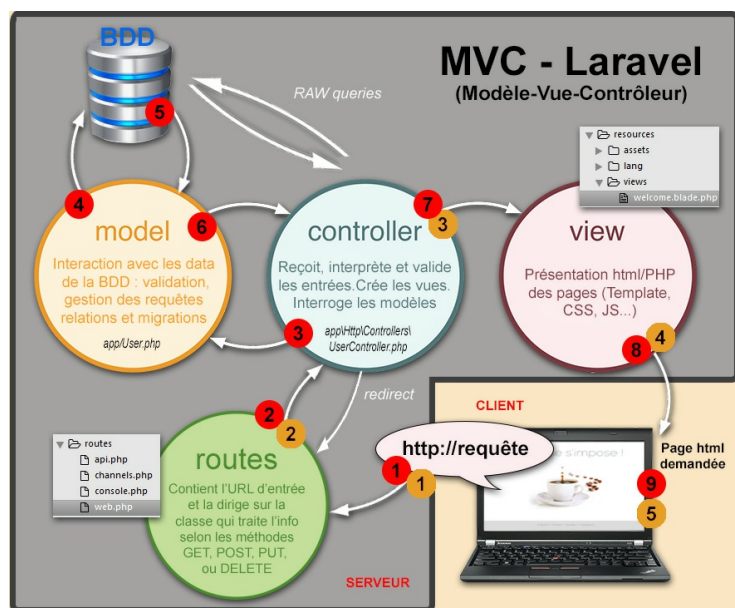 BDD
MVC - Laravel
(Modèle-Vue-Contrôleur)
RAW queries
resources
assets
lang
views
welcome.blade.php
5
4
6
7
3
model
Interaction avec les data
de la BDD : validation,
gestion des requêtes
relations et migrations
app/User.php
controller
Reçoit, interprète et valide
les entrées.Crée les vues.
Interroge les modèles
app\Http\Controllers\
UserController.php
3
view
Présentation html/PHP
des pages (Template,
CSS, JS...)
4
8
redirect
2
2
routes
api.php
channels.php
console.php
web.php
routes
Contient l'URL d'entrée
et la dirige sur la
classe qui traite l'info
selon les méthodes
GET, POST, PUT,
ou DELETE
SERVEUR
CLIENT
http://requête
1
1
s'impose !
Page html
demandée
9
5